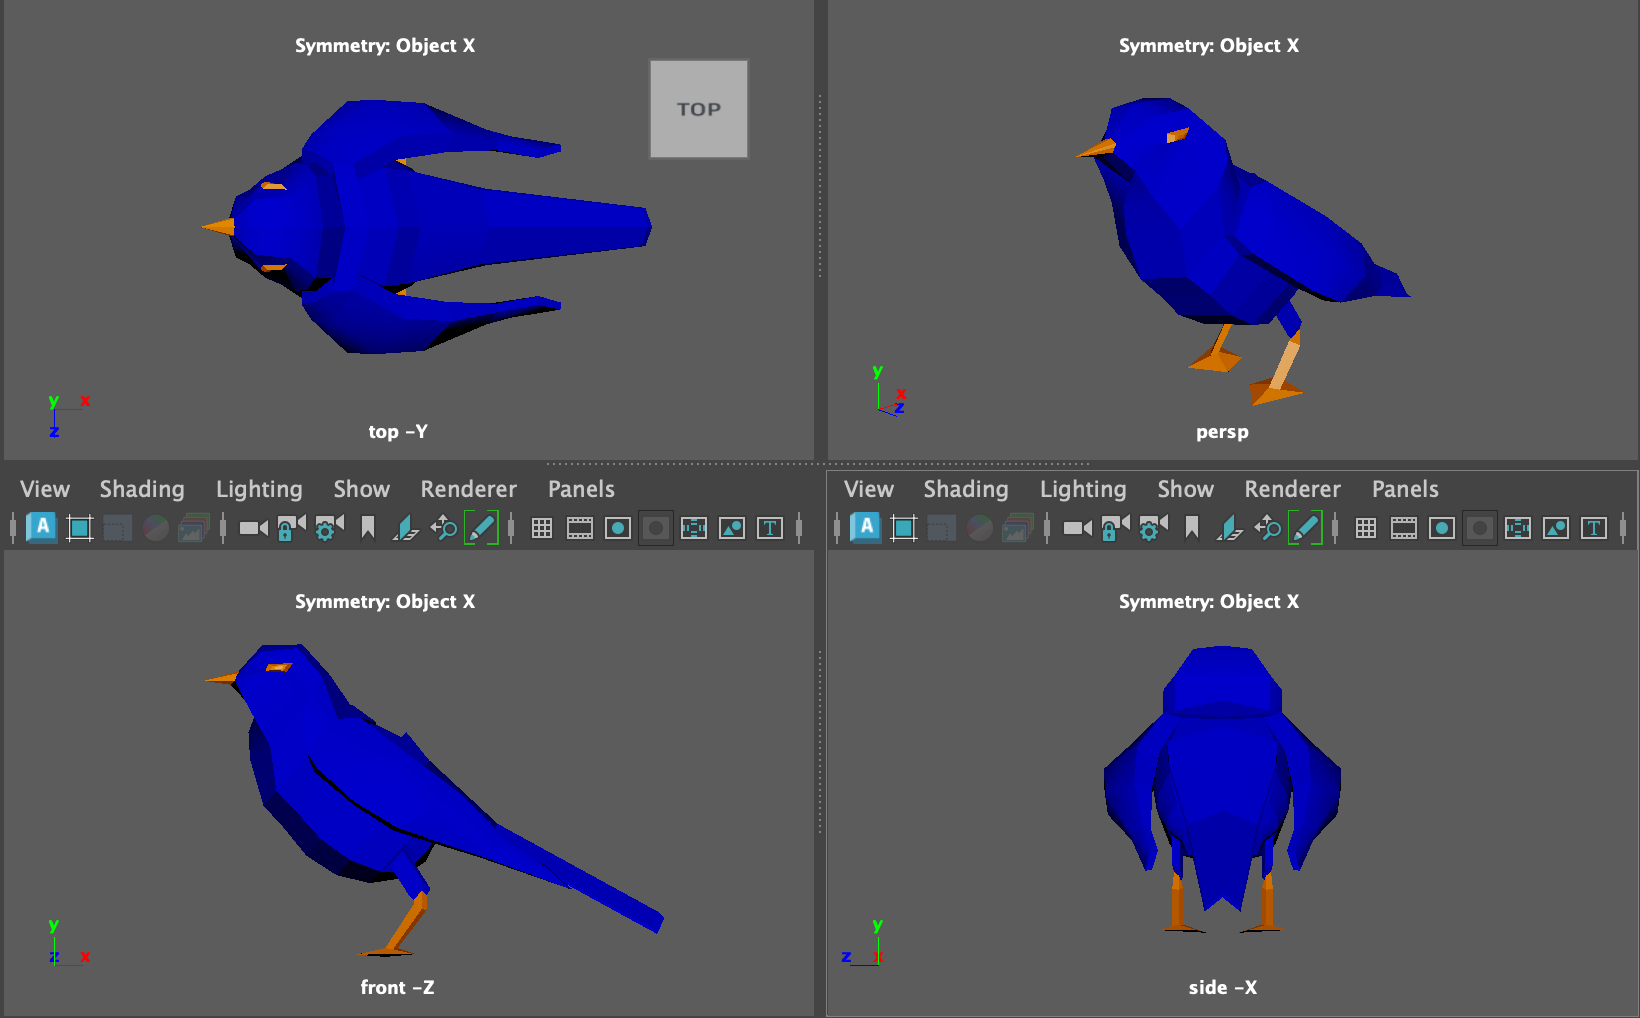 Symmetry: Object X
TOP
y x
z
top -Y
Symmetry: Object X
y
x
z
persp
View Shading Lighting Show Renderer Panels
A T
Symmetry: Object X
y
z x
front -Z
View Shading Lighting Show Renderer Panels
A T
Symmetry: Object X
y
z x
side -X